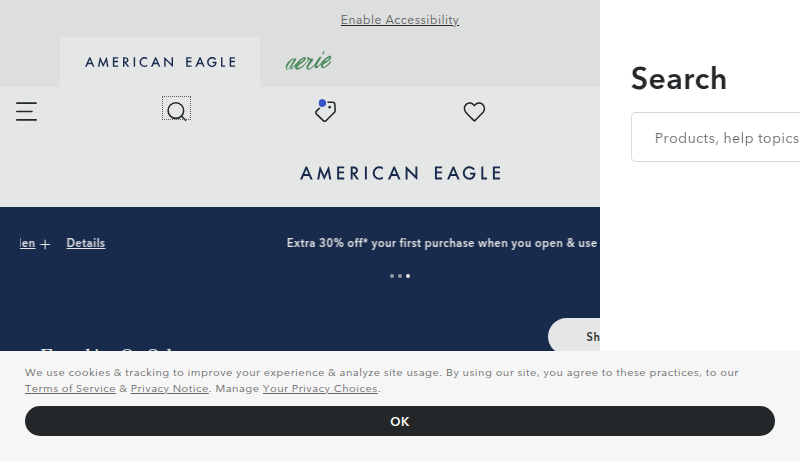 Enable Accessibility
AMERICAN EAGLE
aerie
AMERICAN EAGLE
Details
Extra 30% off* your first purchase when you open & use
Search
Products, help topics
We use cookies & tracking to improve your experience & analyze site usage. By using our site, you agree to these practices, to our
Terms of Service & Privacy Notice. Manage Your Privacy Choices.
OK